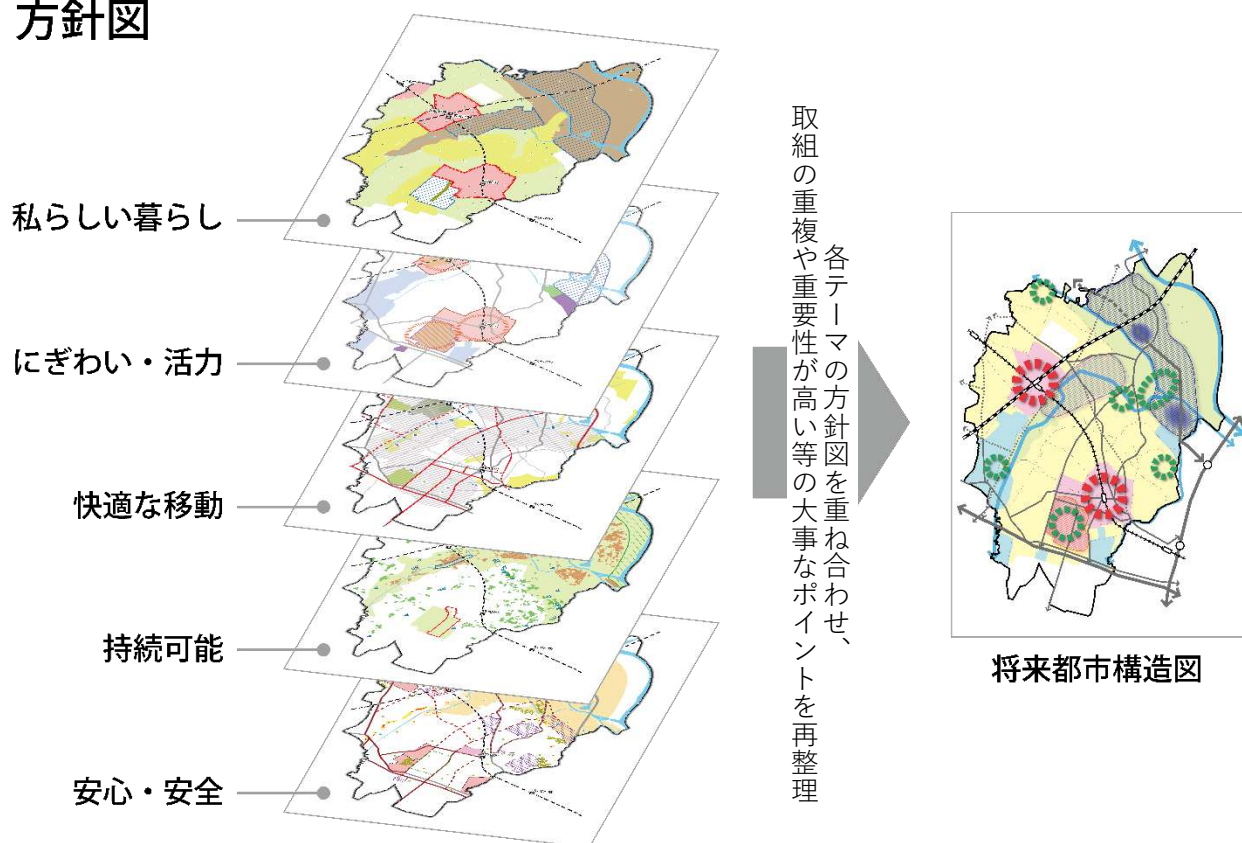 方針図
私らしい暮らし
にぎわい・活力
快適な移動
持続可能
安心・安全
各テーマの方針図を重ね合わせ、
取組の重複や重要性が高い等の大事なポイントを再整理
将来都市構造図